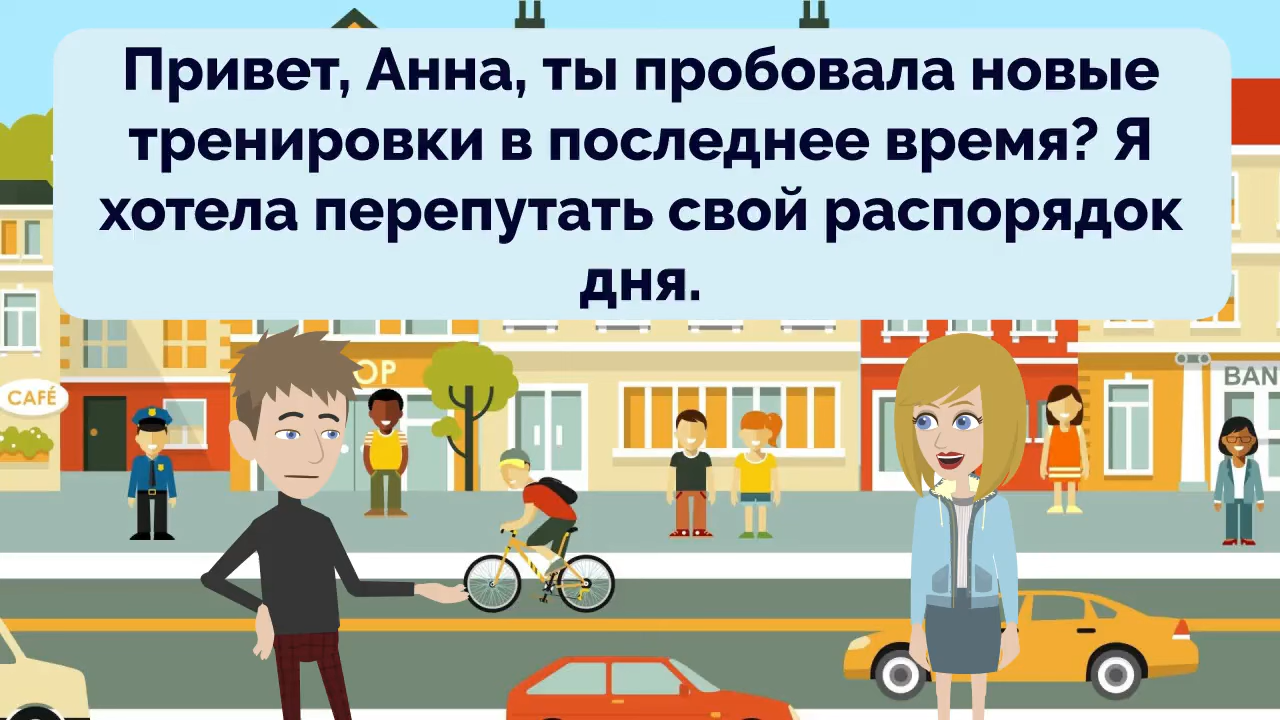 Привет, Анна, ты пробовала новые
тренировки в последнее время? Я
хотела перепутать свой распорядок
дня.
CAFÉ
OP
BAN